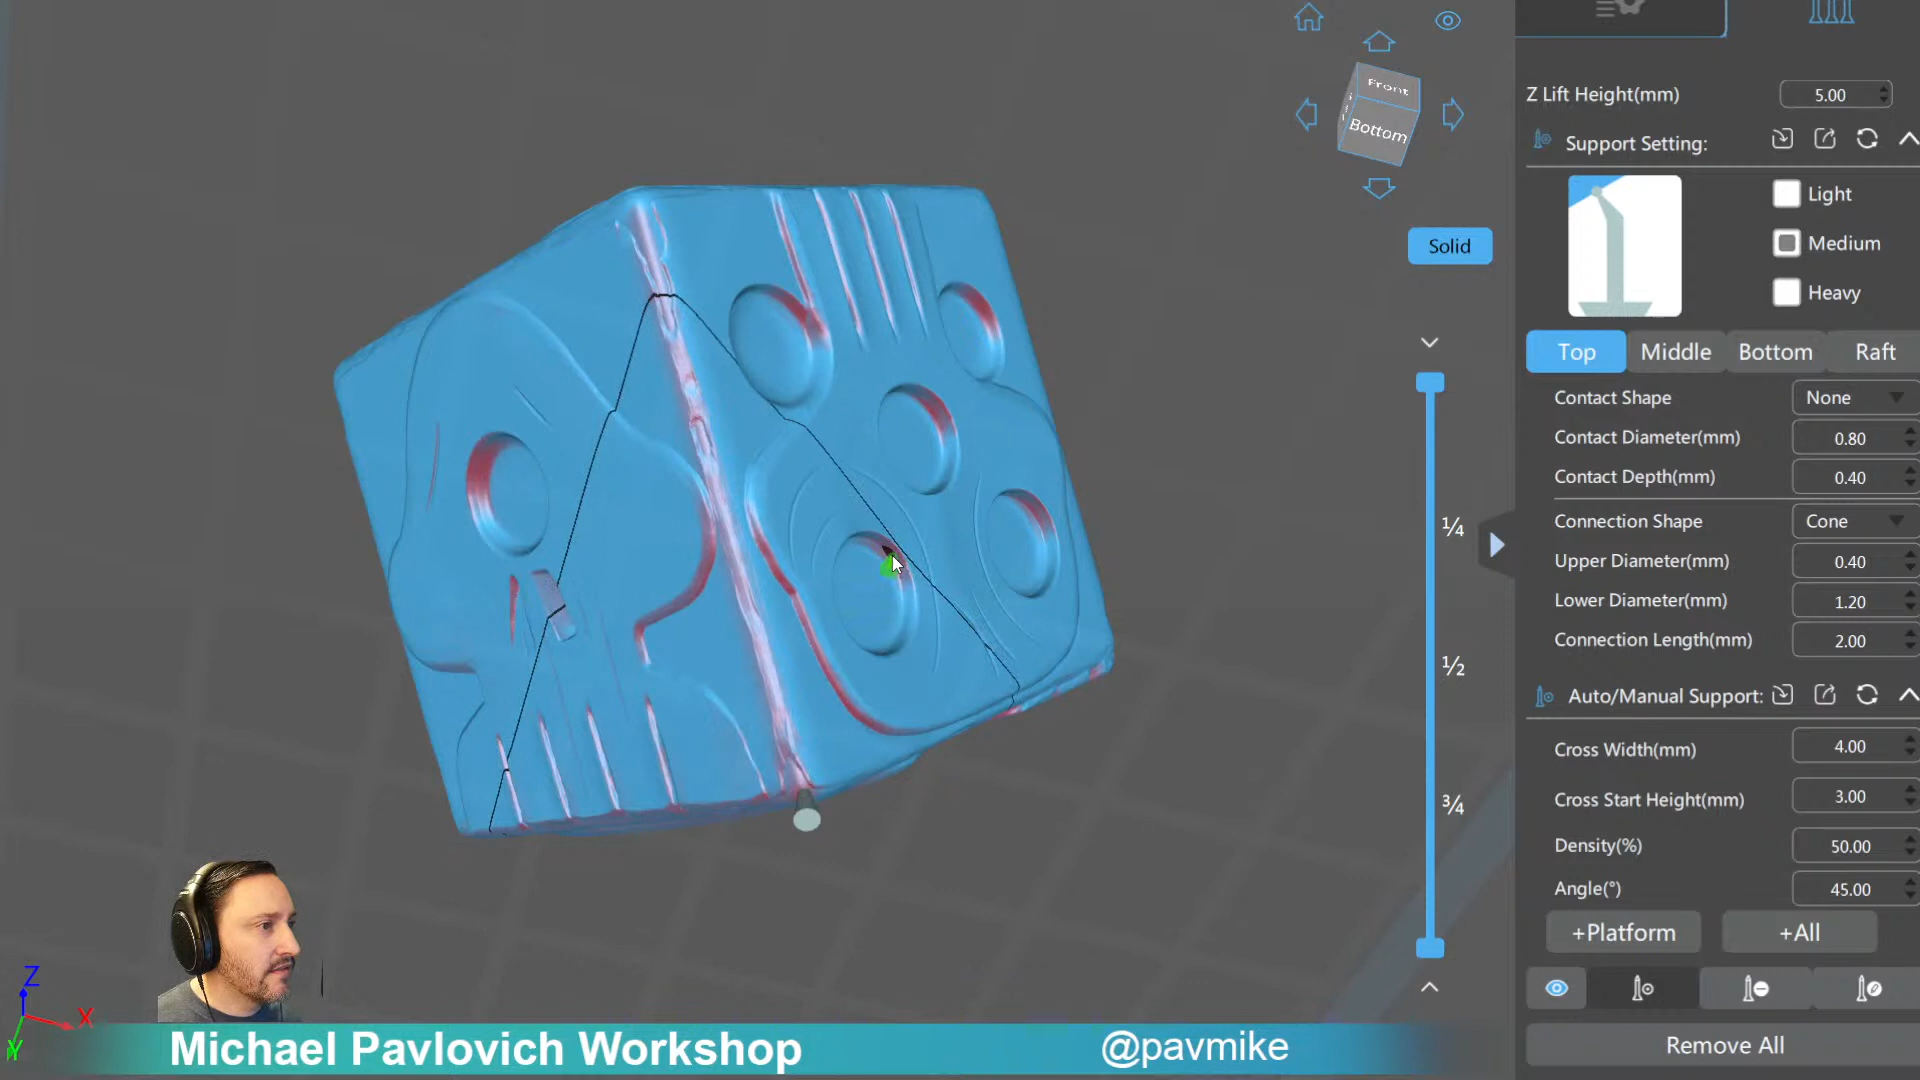 Front
Bottom
Solid
¼
½
¾
Z Lift Height(mm)
5.00
Support Setting:
Light
Medium
Heavy
Top
Middle
Bottom
Raft
Contact Shape
None
Contact Diameter(mm)
0.80
Contact Depth(mm)
0.40
Connection Shape
Cone
Upper Diameter(mm)
0.40
Lower Diameter(mm)
1.20
Connection Length(mm)
2.00
Auto/Manual Support:
Cross Width(mm)
4.00
Cross Start Height(mm)
3.00
Density(%)
50.00
Angle(°)
45.00
+Platform
+All
Remove All
Z
X
Y
Michael Pavlovich Workshop
@pavmike